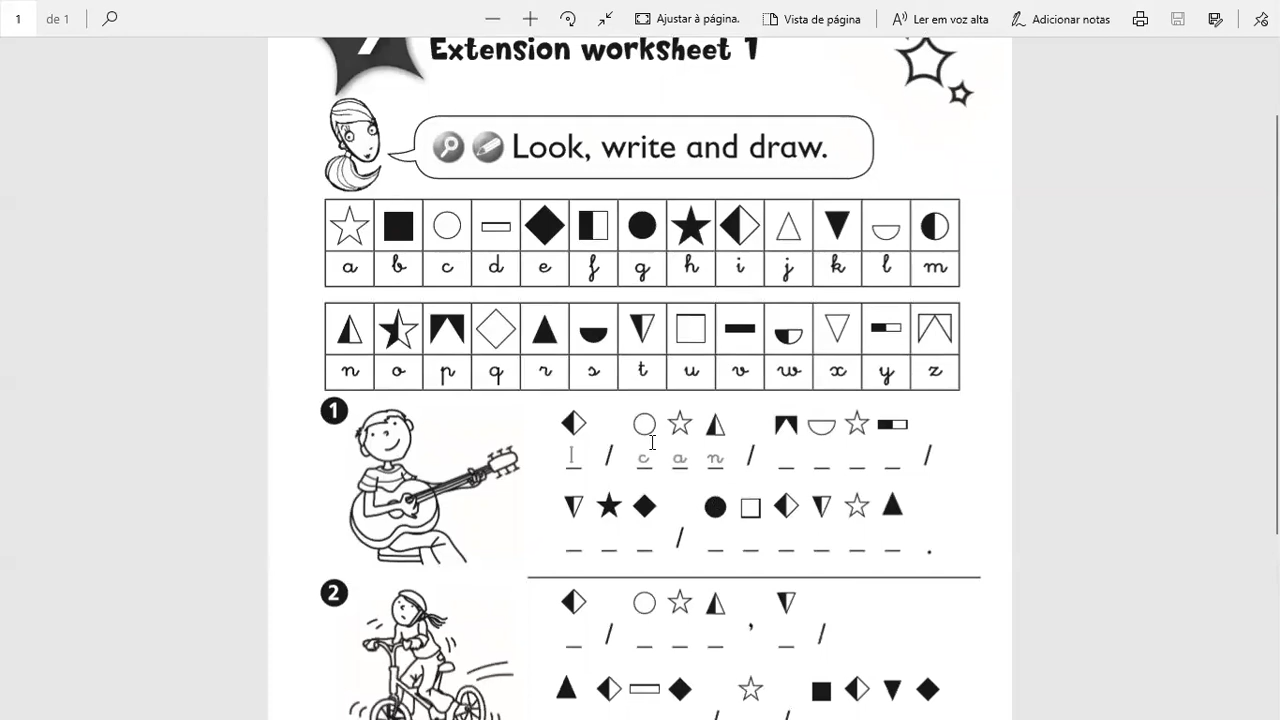 1 de 1 Ajustar à página. Vista de página Ler em voz alta Adicionar notas
Extension worksheet 1
Look, write and draw.
a b c d e f g h i j k l m
n o p q r s t u v w x y z
1
I / c a n / _ _ _ _ /
_ _ _ / _ _ _ _ _ _ .
2
_ / _ _ _ ' _ /